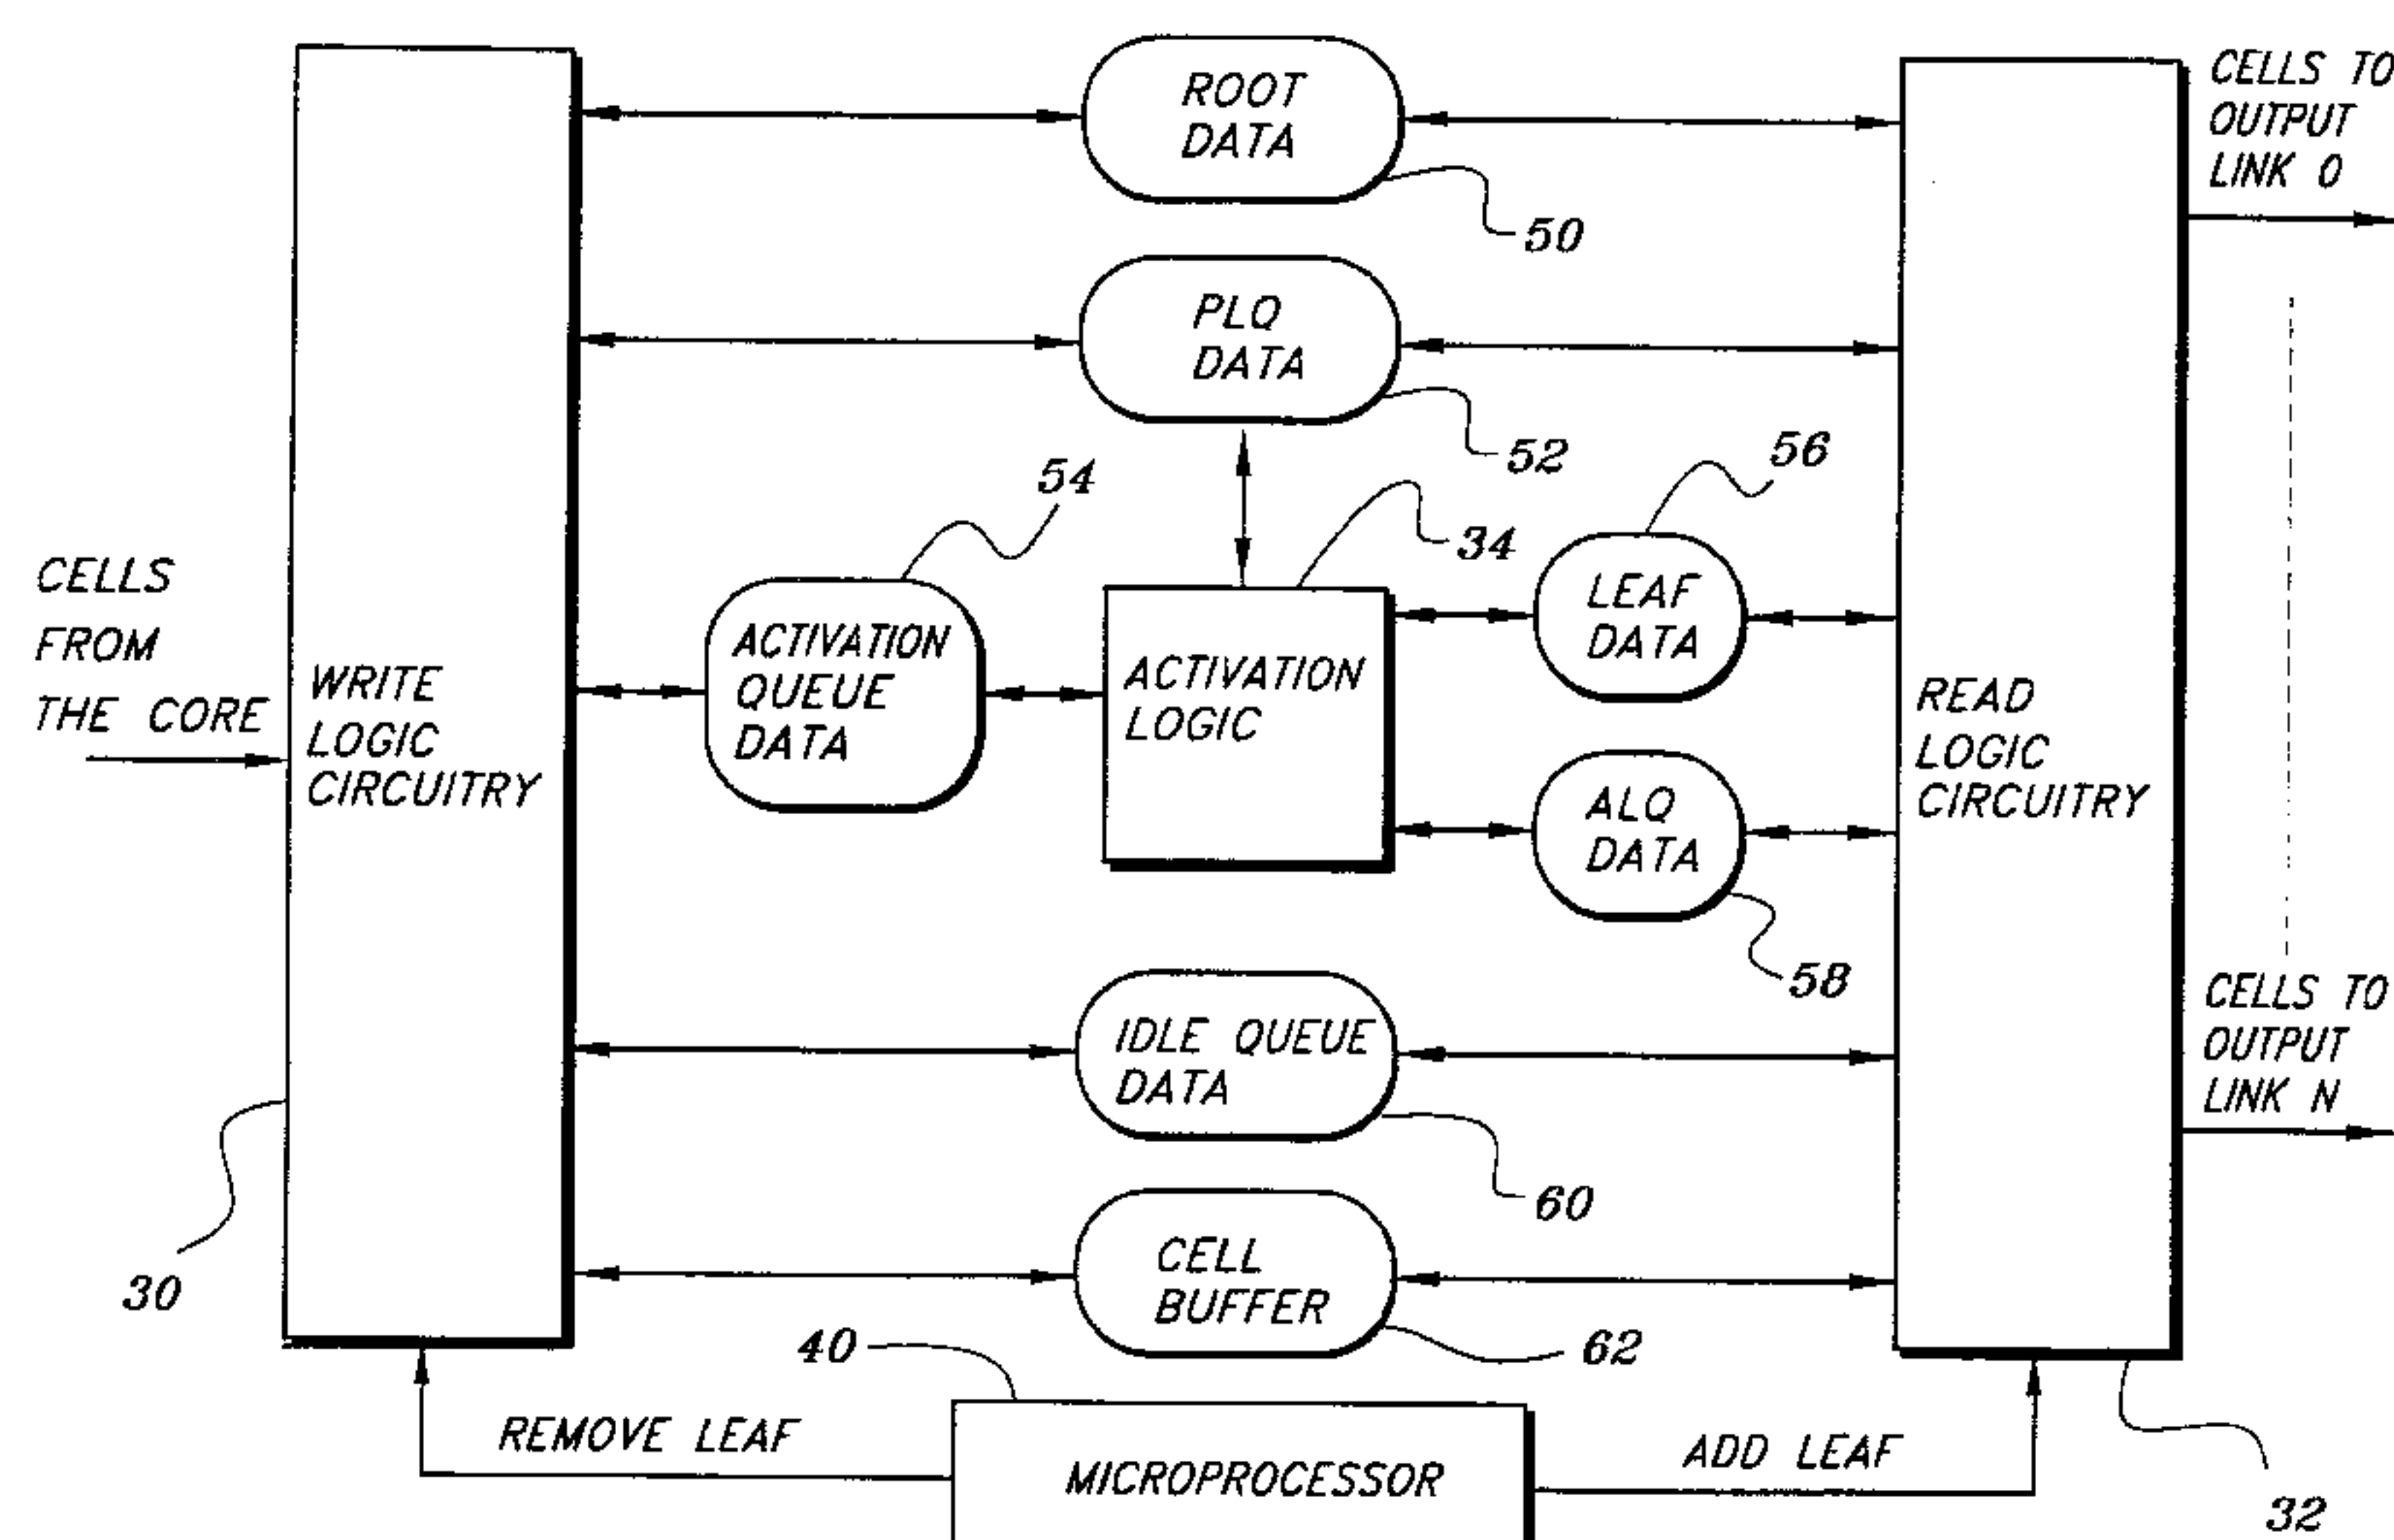 ROOT
DATA
50
CELLS TO
OUTPUT
LINK 0
PLQ
DATA
52
54
56
34
CELLS
FROM
THE CORE
WRITE
LOGIC
CIRCUITRY
ACTIVATION
QUEUE
DATA
ACTIVATION
LOGIC
LEAF
DATA
ALQ
DATA
58
READ
LOGIC
CIRCUITRY
IDLE QUEUE
DATA
60
CELLS TO
OUTPUT
LINK N
30
CELL
BUFFER
62
40
REMOVE LEAF
MICROPROCESSOR
ADD LEAF
32